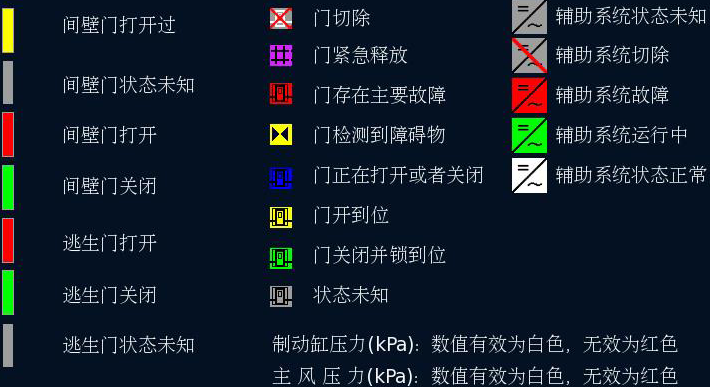 间壁门打开过
间壁门状态未知
间壁门打开
间壁门关闭
逃生门打开
逃生门关闭
逃生门状态未知
门切除
门紧急释放
门存在主要故障
门检测到障碍物
门正在打开或者关闭
门开到位
门关闭并锁到位
状态未知
辅助系统状态未知
辅助系统切除
辅助系统故障
辅助系统运行中
辅助系统状态正常
制动缸压力(kPa)：数值有效为白色，无效为红色
主 风 压 力(kPa)：数值有效为白色，无效为红色